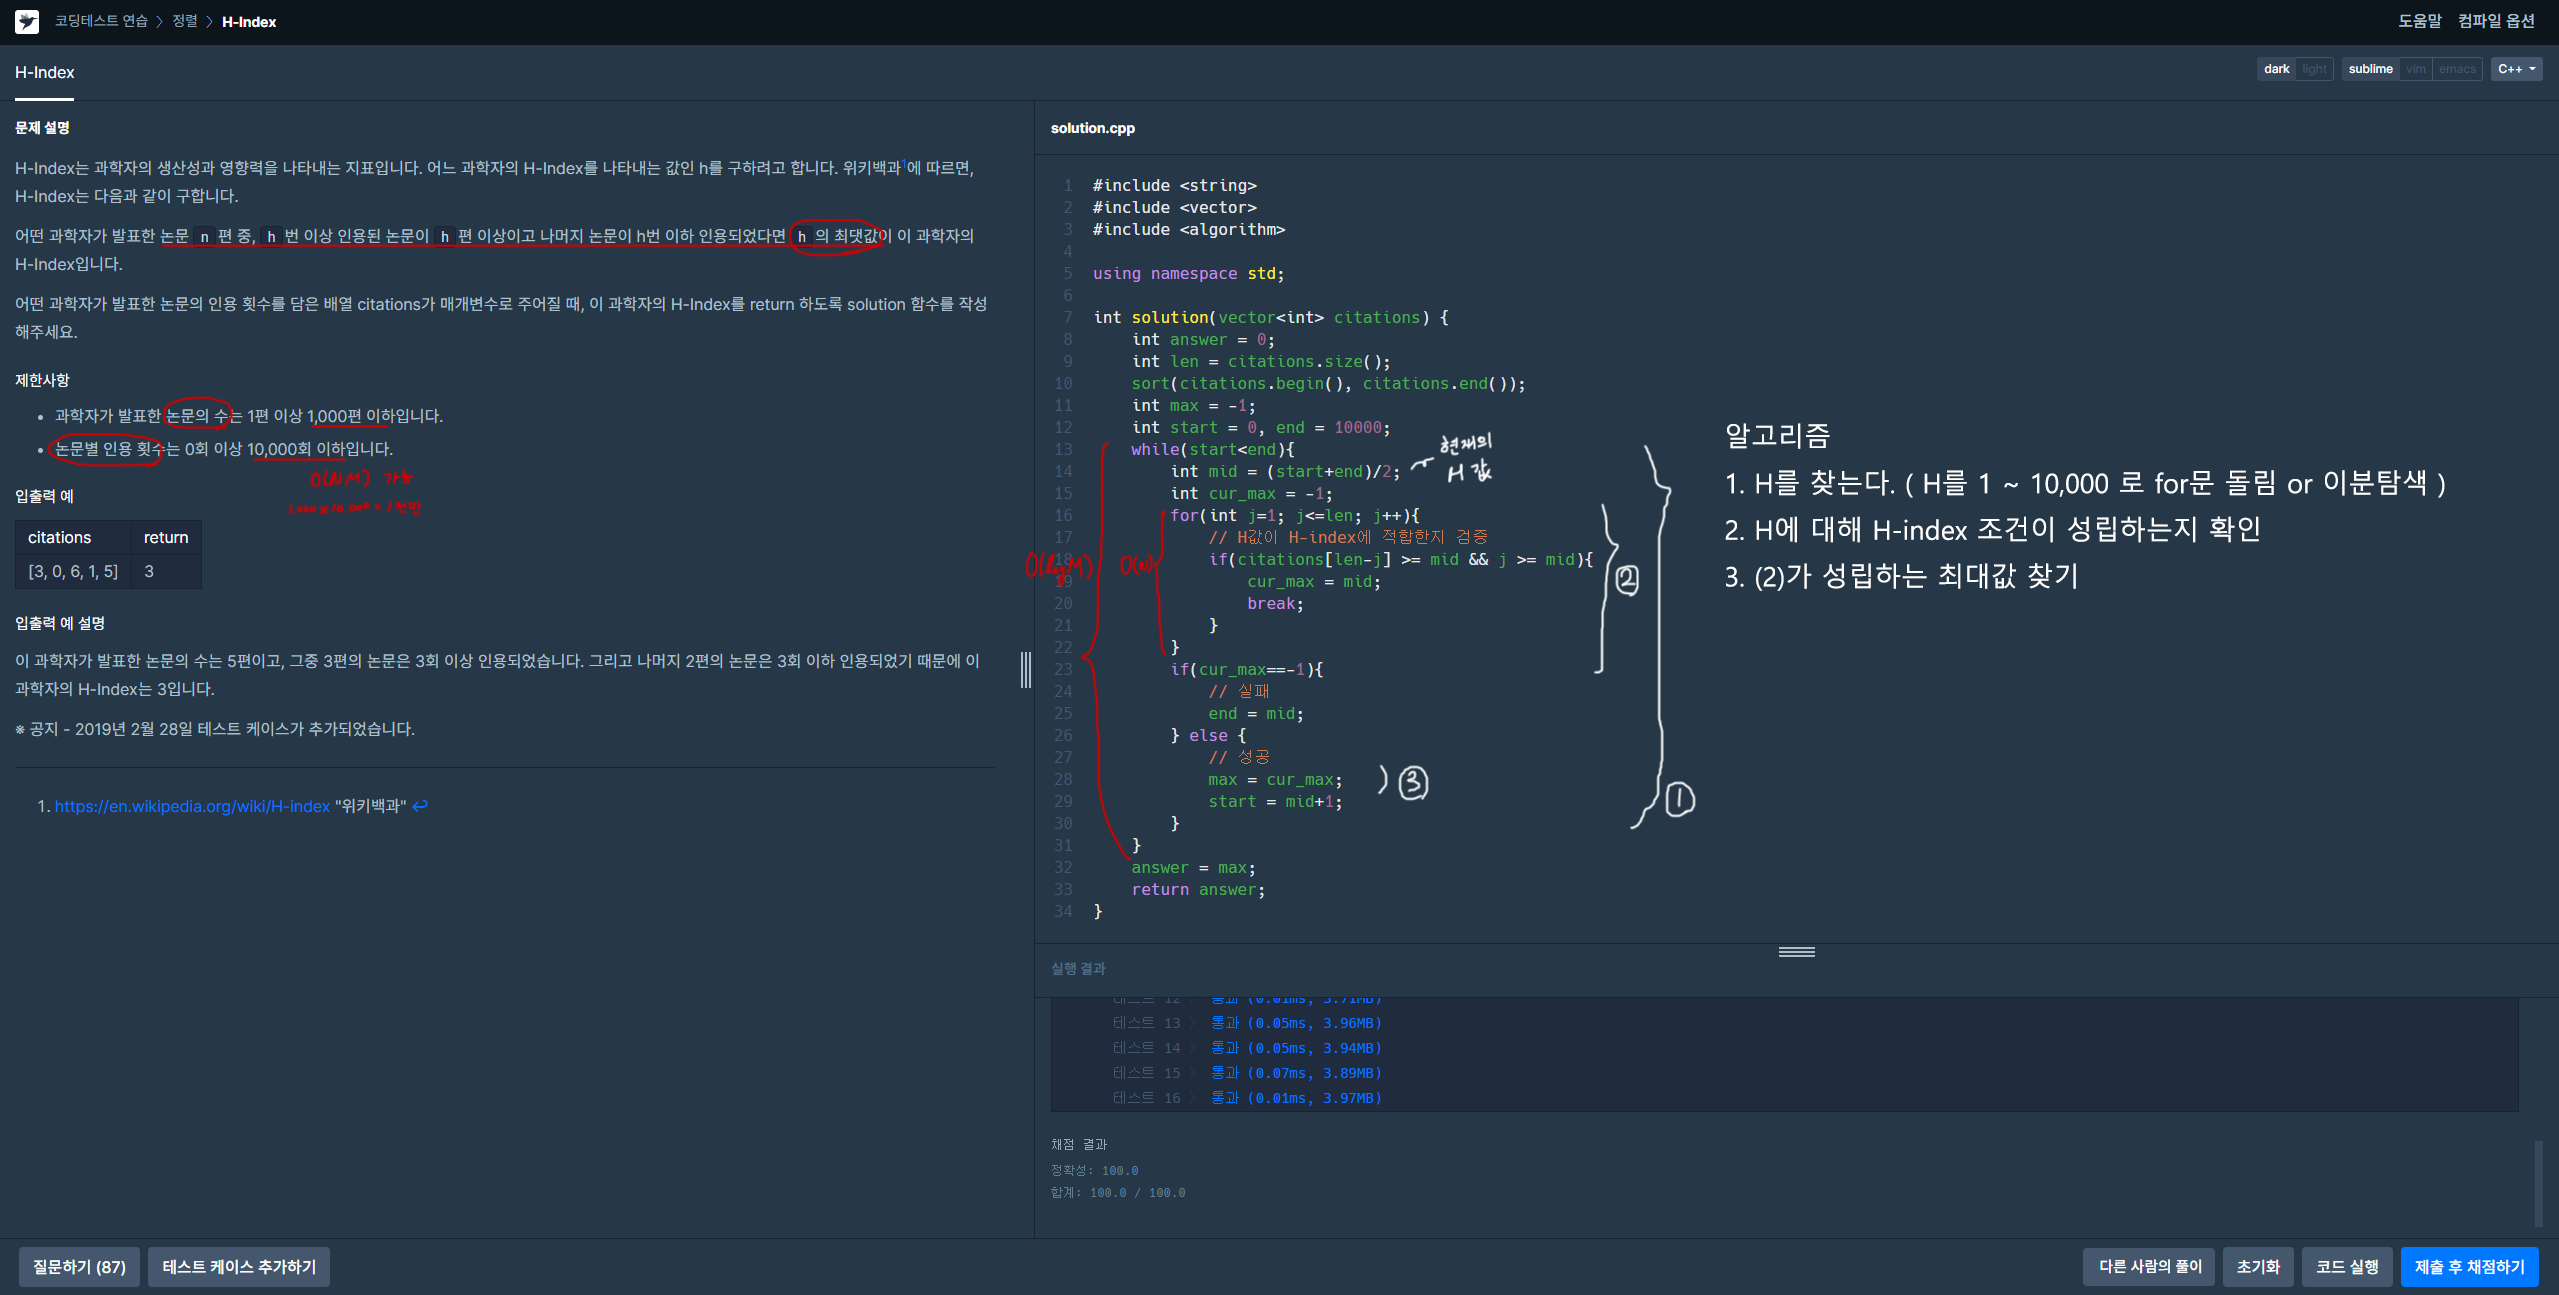 코딩테스트 연습 > 정렬 > H-Index
도움말 컴파일 옵션
H-Index
dark light sublime vim emacs C++
문제 설명
H-Index는 과학자의 생산성과 영향력을 나타내는 지표입니다. 어느 과학자의 H-Index를 나타내는 값인 h를 구하려고 합니다. 위키백과1에 따르면,
H-Index는 다음과 같이 구합니다.
어떤 과학자가 발표한 논문 n 편 중, h 번 이상 인용된 논문이 h 편 이상이고 나머지 논문이 h번 이하 인용되었다면 h 의 최댓값이 이 과학자의
H-Index입니다.
어떤 과학자가 발표한 논문의 인용 횟수를 담은 배열 citations가 매개변수로 주어질 때, 이 과학자의 H-Index를 return 하도록 solution 함수를 작성
해주세요.
제한사항
• 과학자가 발표한 논문의 수는 1편 이상 1,000편 이하입니다.
• 논문별 인용 횟수는 0회 이상 10,000회 이하입니다.
O(NM) 가능
1,000 x 10,000 = 1천만
입출력 예
citations return
[3, 0, 6, 1, 5] 3
입출력 예 설명
이 과학자가 발표한 논문의 수는 5편이고, 그중 3편의 논문은 3회 이상 인용되었습니다. 그리고 나머지 2편의 논문은 3회 이하 인용되었기 때문에 이
과학자의 H-Index는 3입니다.
※ 공지 - 2019년 2월 28일 테스트 케이스가 추가되었습니다.
1. https://en.wikipedia.org/wiki/H-index "위키백과" ↩
solution.cpp
1 #include <string>
2 #include <vector>
3 #include <algorithm>
4
5 using namespace std;
6
7 int solution(vector<int> citations) {
8 int answer = 0;
9 int len = citations.size();
10 sort(citations.begin(), citations.end());
11 int max = -1;
12 int start = 0, end = 10000;
13 while(start<end){
14 int mid = (start+end)/2;
15 int cur_max = -1;
16 for(int j=1; j<=len; j++){
17 // H값이 H-index에 적합한지 검증
18 if(citations[len-j] >= mid && j >= mid){
19 cur_max = mid;
20 break;
21 }
22 }
23 if(cur_max==-1){
24 // 실패
25 end = mid;
26 } else {
27 // 성공
28 max = cur_max;
29 start = mid+1;
30 }
31 }
32 answer = max;
33 return answer;
34 }
현재의
H 값
O(logM)
O(N)
②
③
①
알고리즘
1. H를 찾는다. ( H를 1 ~ 10,000 로 for문 돌림 or 이분탐색 )
2. H에 대해 H-index 조건이 성립하는지 확인
3. (2)가 성립하는 최대값 찾기
실행 결과
테스트 12 〉 통과 (0.01ms, 3.71MB)
테스트 13 〉 통과 (0.05ms, 3.96MB)
테스트 14 〉 통과 (0.05ms, 3.94MB)
테스트 15 〉 통과 (0.07ms, 3.89MB)
테스트 16 〉 통과 (0.01ms, 3.97MB)
채점 결과
정확성: 100.0
합계: 100.0 / 100.0
질문하기 (87) 테스트 케이스 추가하기 다른 사람의 풀이 초기화 코드 실행 제출 후 채점하기